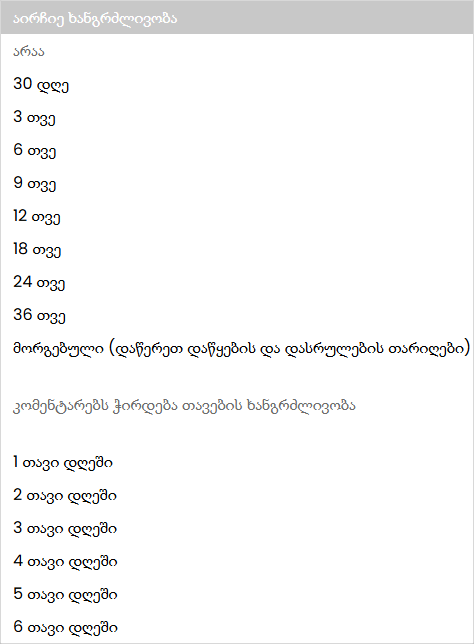 აირჩიე ხანგრძლივობა
არაა
30 დღე
3 თვე
6 თვე
9 თვე
12 თვე
18 თვე
24 თვე
36 თვე
მორგებული (დაწერეთ დაწყების და დასრულების თარიღები)
კომენტარებს ჭირდება თავების ხანგრძლივობა
1 თავი დღეში
2 თავი დღეში
3 თავი დღეში
4 თავი დღეში
5 თავი დღეში
6 თავი დღეში